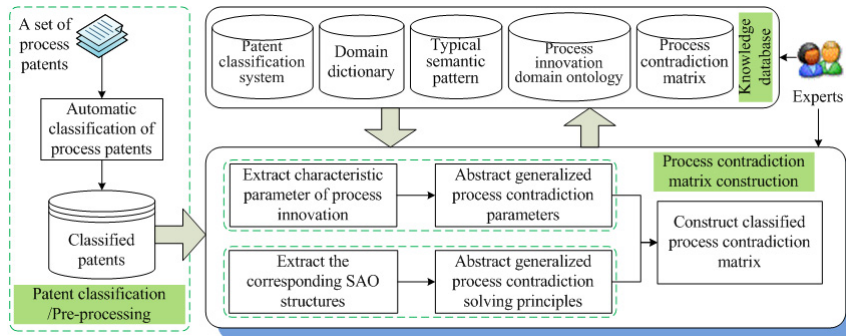 A set of
process
patents
Automatic
classification of
process patents
Classified
patents
Patent classification
/Pre-processing
Patent
classification
system
Domain
dictionary
Typical
semantic
pattern
Process
innovation
domain ontology
Process
contradiction
matrix
Knowledge
database
Experts
Process contradiction
matrix construction
Extract characteristic
parameter of process
innovation
Abstract generalized
process contradiction
parameters
Extract the
corresponding SAO
structures
Abstract generalized
process contradiction
solving principles
Construct classified
process contradiction
matrix